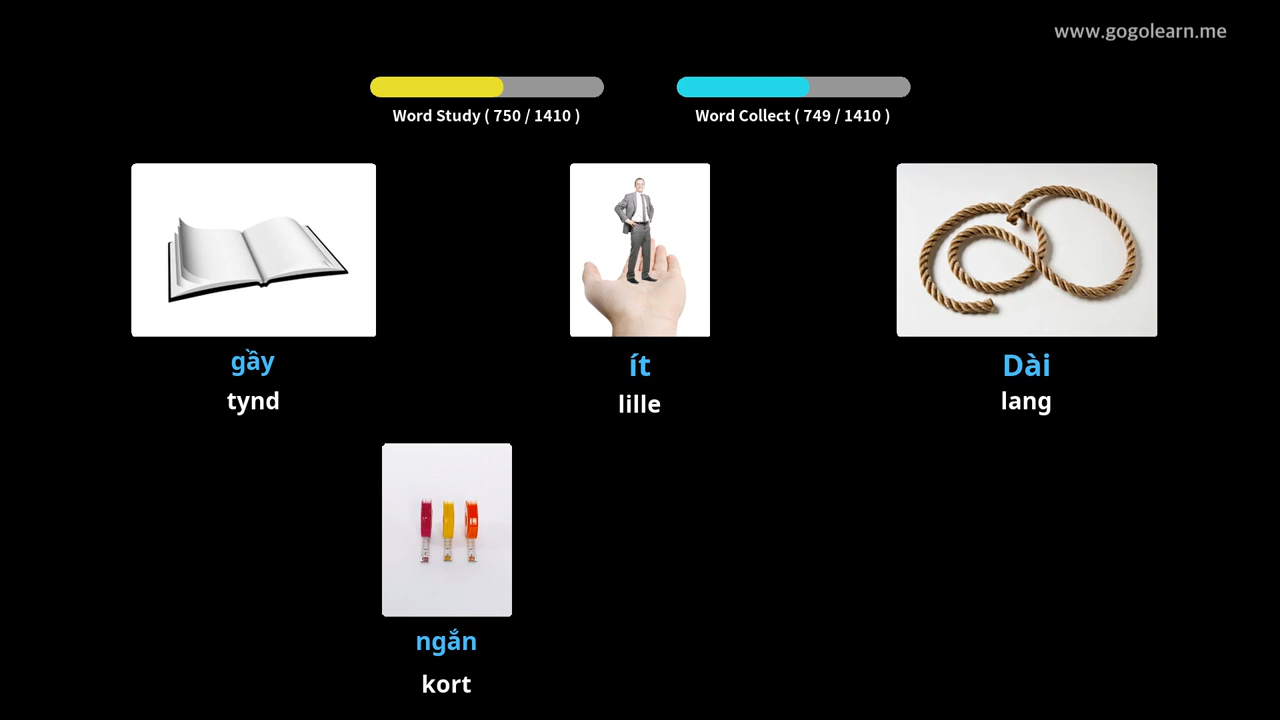 www.gogolearn.me
Word Study ( 750 / 1410 )
Word Collect ( 749 / 1410 )
gầy
tynd
ít
lille
Dài
lang
ngắn
kort